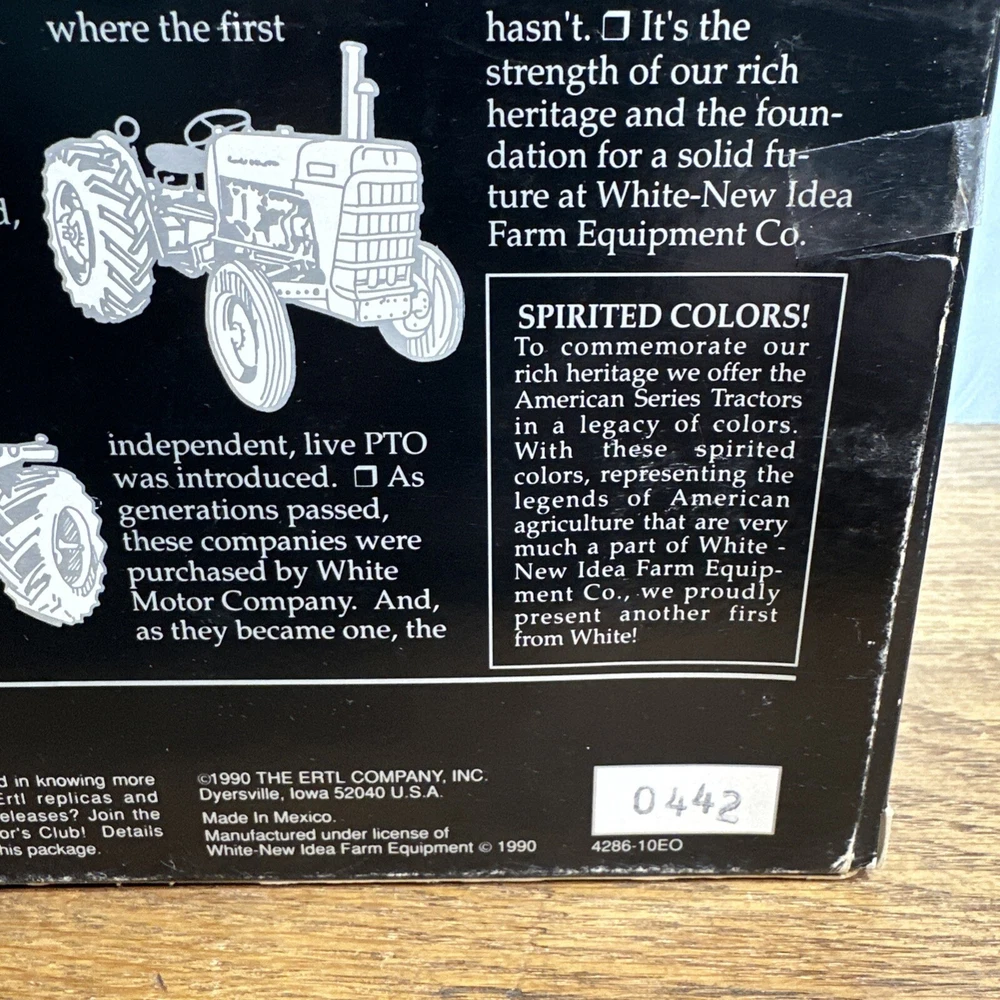 where the first
d,
independent, live PTO
was introduced. ❒ As
generations passed,
these companies were
purchased by White
Motor Company. And,
as they became one, the
hasn't. ❒ It's the
strength of our rich
heritage and the foun-
dation for a solid fu-
ture at White-New Idea
Farm Equipment Co.
SPIRITED COLORS!
To commemorate our
rich heritage we offer the
American Series Tractors
in a legacy of colors.
With these spirited
colors, representing the
legends of American
agriculture that are very
much a part of White -
New Idea Farm Equip-
ment Co., we proudly
present another first
from White!
d in knowing more
Ertl replicas and
eleases? Join the
or's Club! Details
his package.
©1990 THE ERTL COMPANY, INC.
Dyersville, Iowa 52040 U.S.A.
Made In Mexico.
Manufactured under license of
White-New Idea Farm Equipment © 1990
0442
4286-10EO